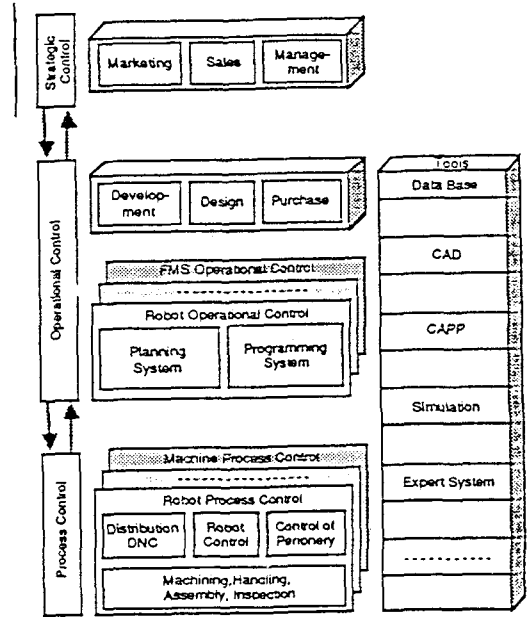 Strategic
Control
Marketing
Sales
Manage-
ment
Operational Control
Develop-
ment
Design
Purchase
FMS Operational Control
Robot Operational Control
Planning
System
Programming
System
Process Control
Machine Process Control
Robot Process Control
Distribution
DNC
Robot
Control
Control of
Periphery
Machining, Handling,
Assembly, Inspection
Tools
Data Base
CAD
CAPP
Simulation
Expert System